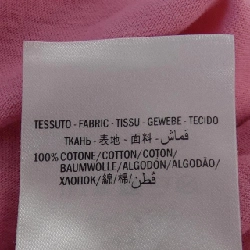 TESSUTO - FABRIC - TISSU - GEWEBE - TECIDO
ТКАНЬ - 表地 - 面料 - قماش
100% COTONE/COTTON/COTON/
BAUMWOLLE/ALGODON/ALGODÃO/
ХЛОПОК/綿/棉/قطن